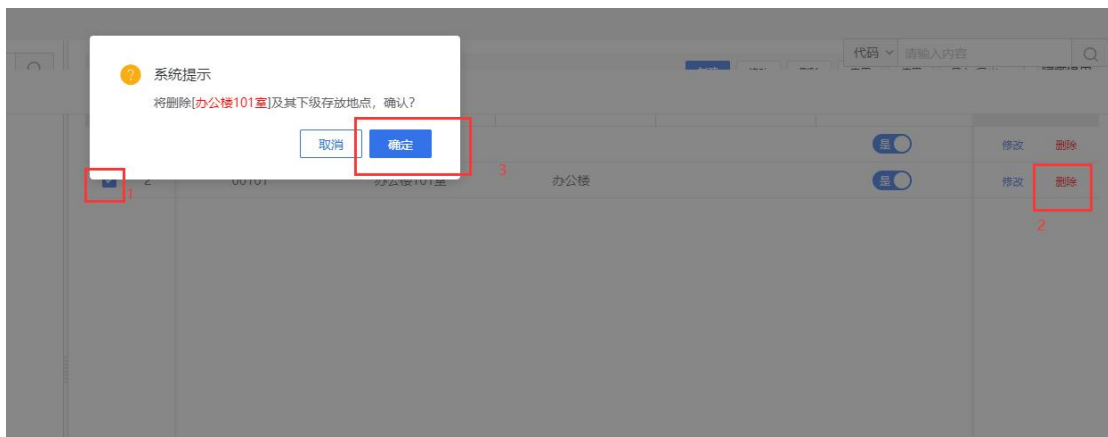 代码 请输入内容
系统提示
将删除[办公楼101室]及其下级存放地点，确认？
取消 确定
是 修改 删除
2 00101 办公楼101室 办公楼 是 修改 删除
1
3
2